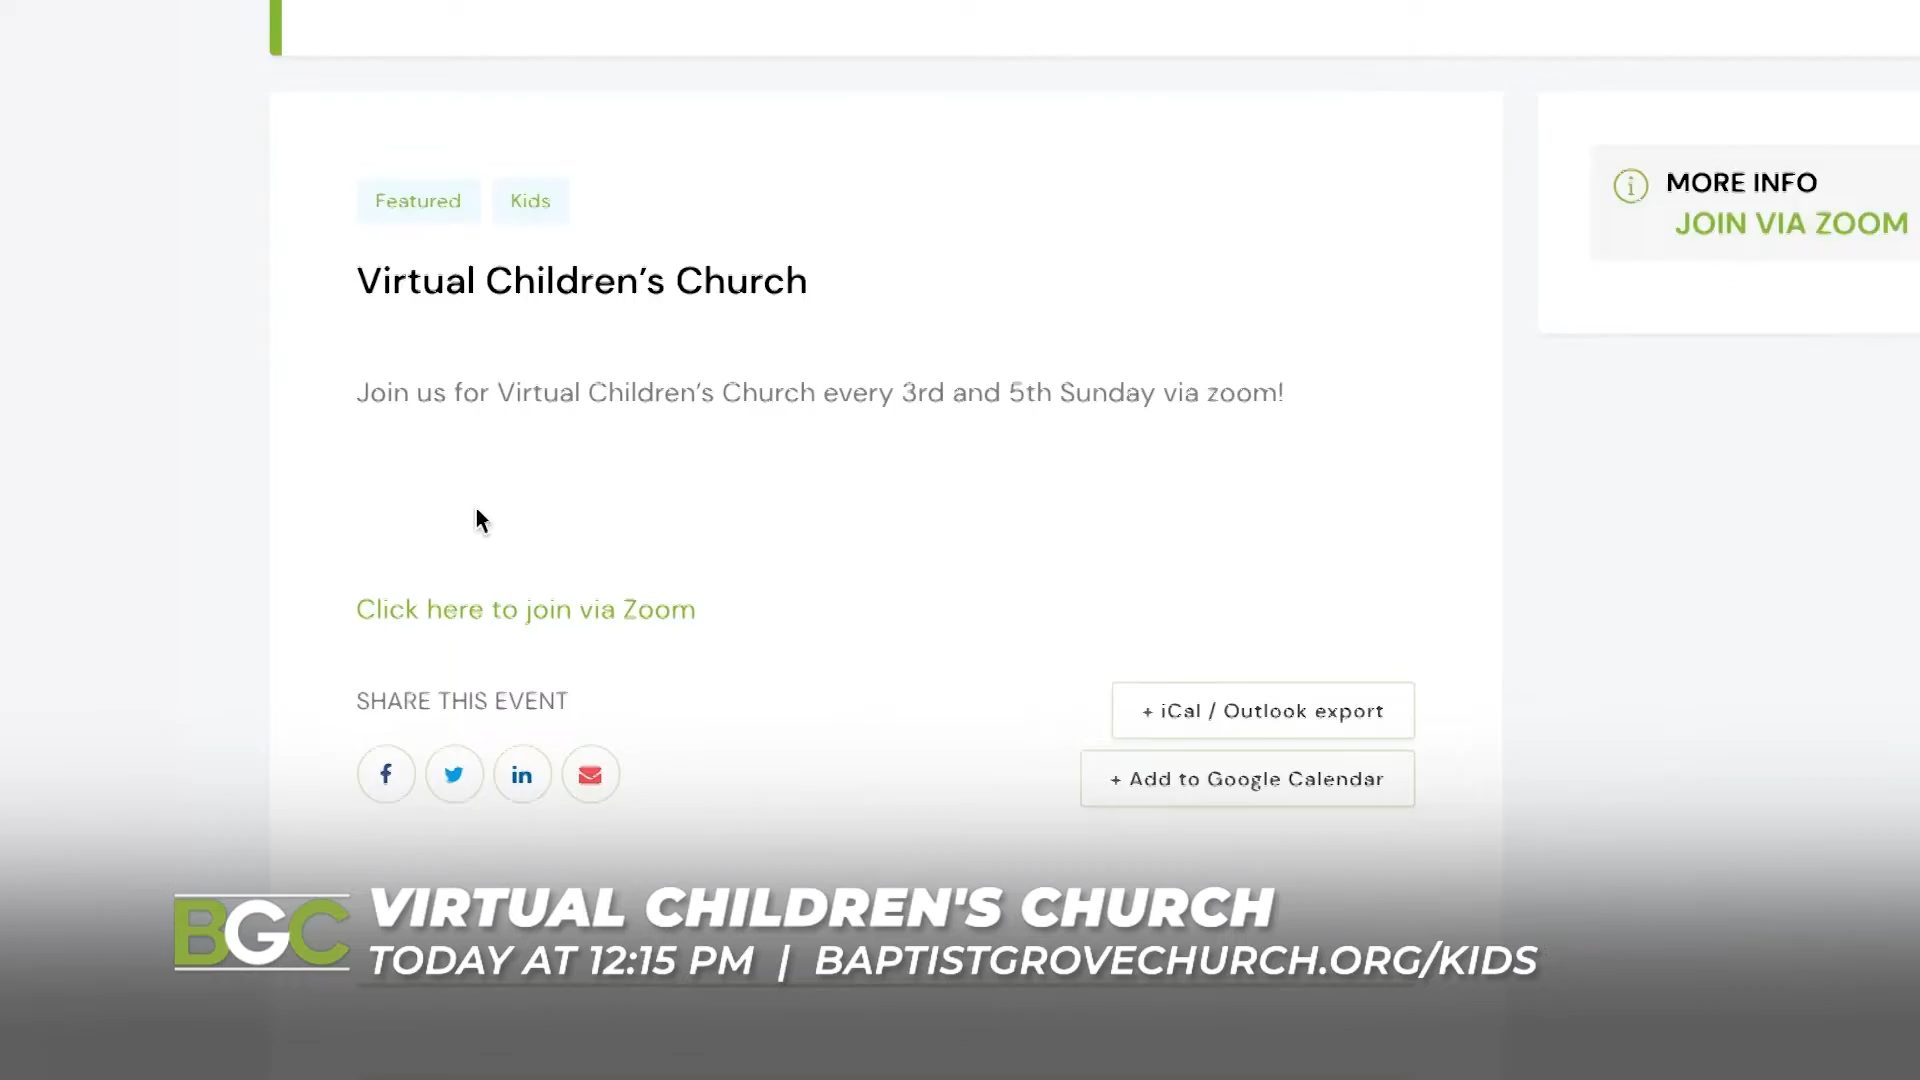 Featured Kids
Virtual Children's Church
Join us for Virtual Children's Church every 3rd and 5th Sunday via zoom!
Click here to join via Zoom
SHARE THIS EVENT
+ iCal / Outlook export
+ Add to Google Calendar
MORE INFO
JOIN VIA ZOOM
BGC
VIRTUAL CHILDREN'S CHURCH
TODAY AT 12:15 PM | BAPTISTGROVECHURCH.ORG/KIDS